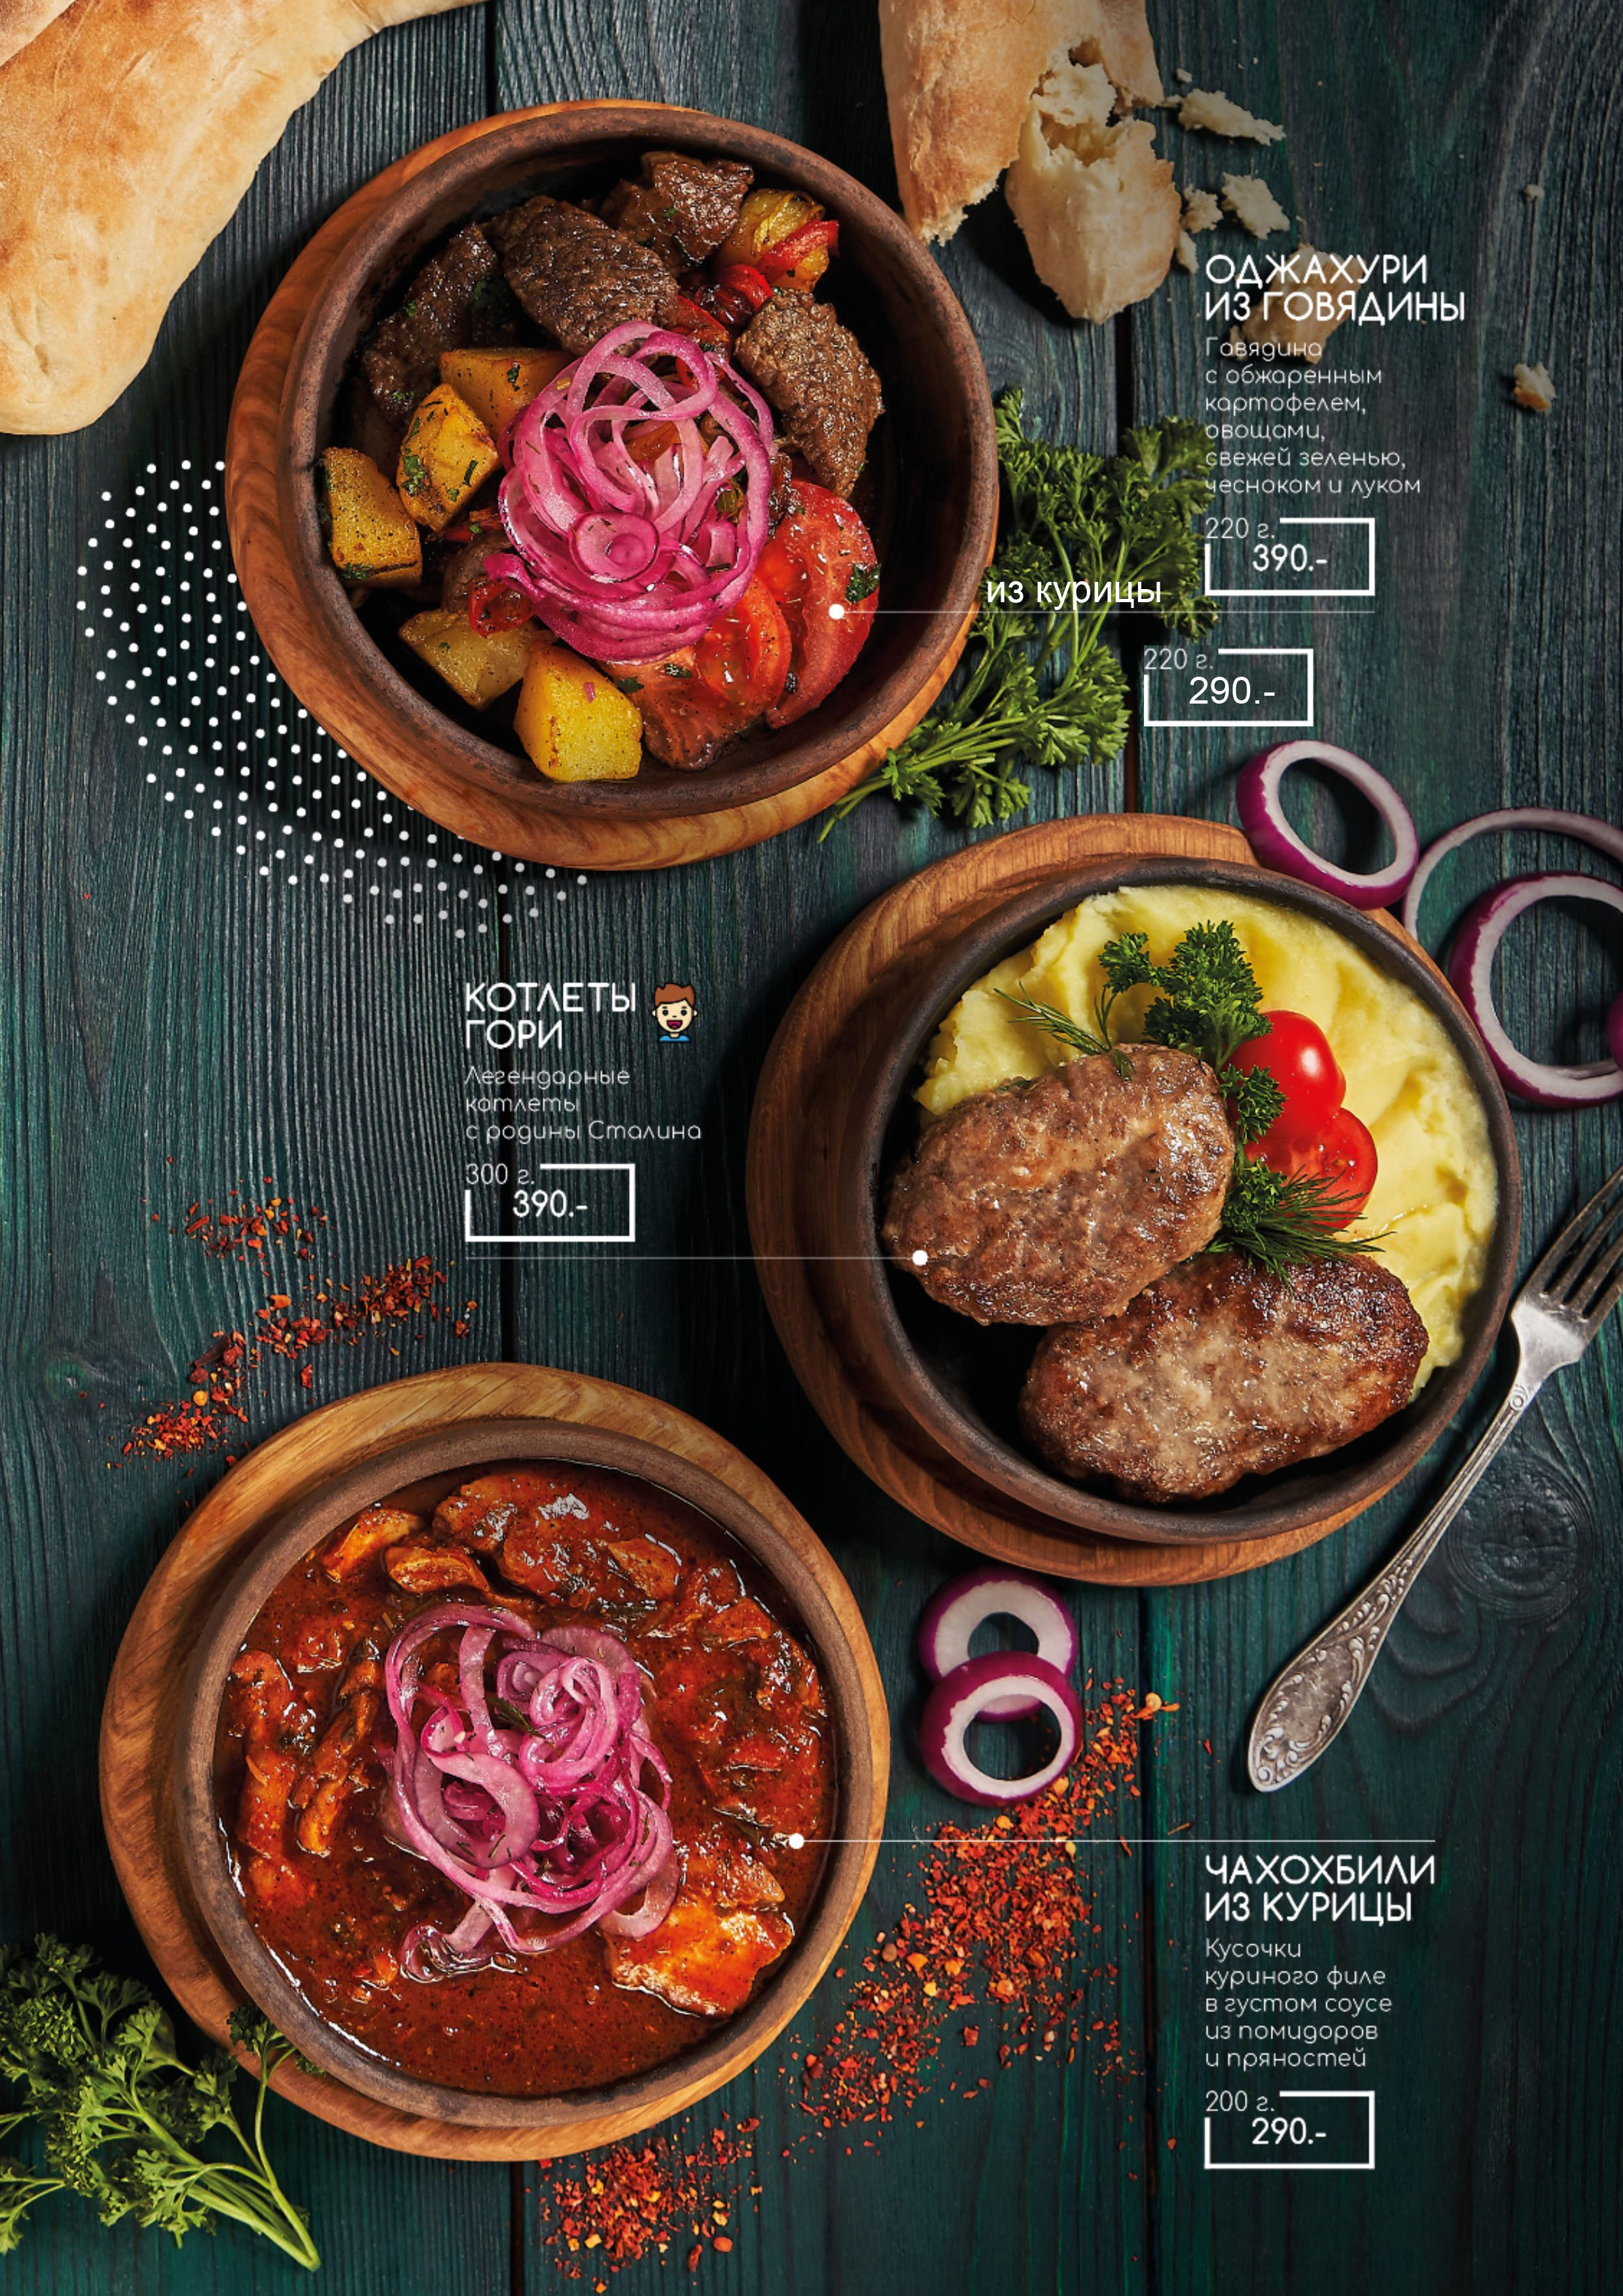 ОДЖАХУРИ
ИЗ ГОВЯДИНЫ
Говядина
с обжаренным
картофелем,
овощами,
свежей зеленью,
чесноком и луком
220 г.
390.-
из курицы
220 г.
290.-
КОТЛЕТЫ
ГОРИ
Легендарные
котлеты
с родины Сталина
300 г.
390.-
ЧАХОХБИЛИ
ИЗ КУРИЦЫ
Кусочки
куриного филе
в густом соусе
из помидоров
и пряностей
200 г.
290.-